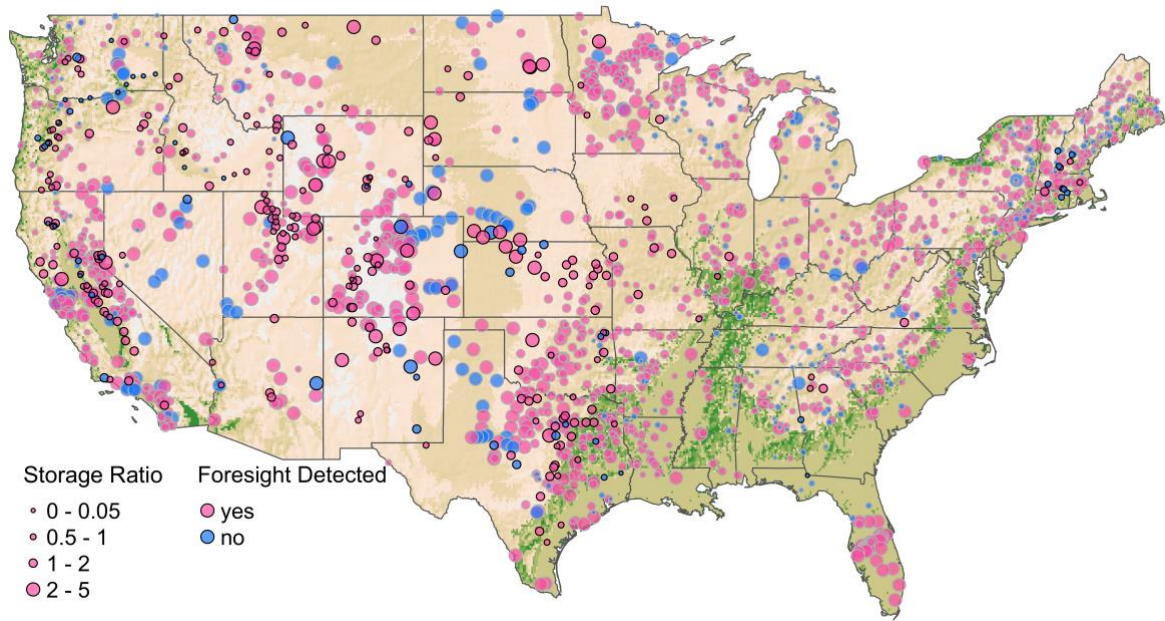 Storage Ratio
0 - 0.05
0.5 - 1
1 - 2
2 - 5
Foresight Detected
yes
no